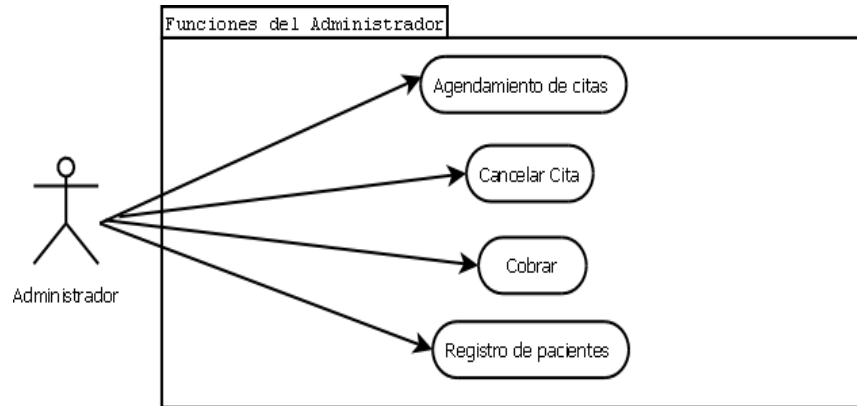 Funciones del Administrador
Agendamiento de citas
Cancelar Cita
Cobrar
Administrador
Registro de pacientes